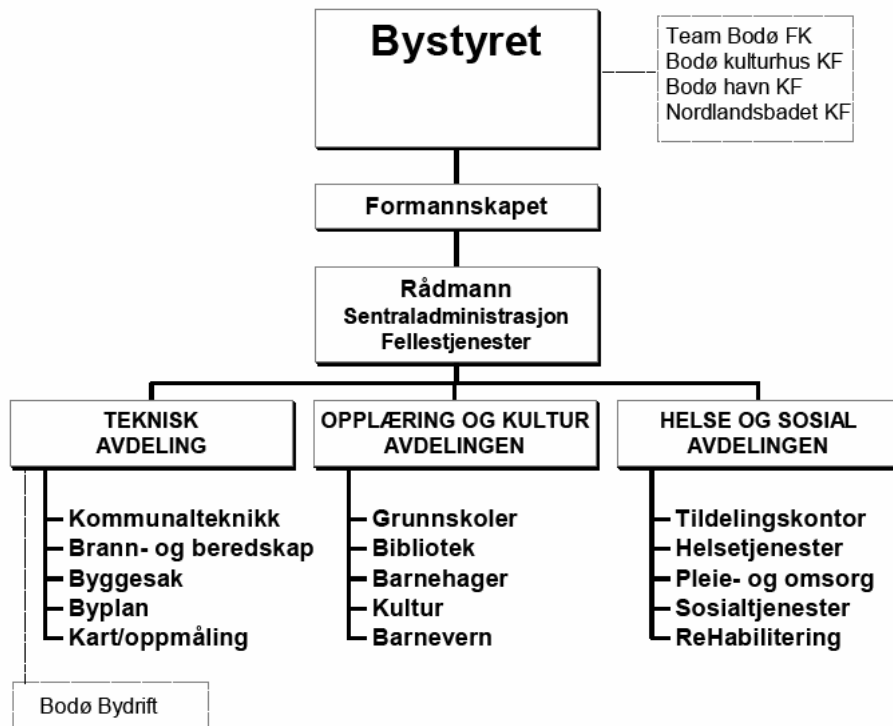 Bystyret
Team Bodø FK
Bodø kulturhus KF
Bodø havn KF
Nordlandsbadet KF
Formannskapet
Rådmann
Sentraladministrasjon
Fellestjenester
TEKNISK
AVDELING
OPPLÆRING OG KULTUR
AVDELINGEN
HELSE OG SOSIAL
AVDELINGEN
Kommunalteknikk
Brann- og beredskap
Byggesak
Byplan
Kart/oppmåling
Grunnskoler
Bibliotek
Barnehager
Kultur
Barnevern
Tildelingskontor
Helsetjenester
Pleie- og omsorg
Sosialtjenester
ReHabilitering
Bodø Bydrift